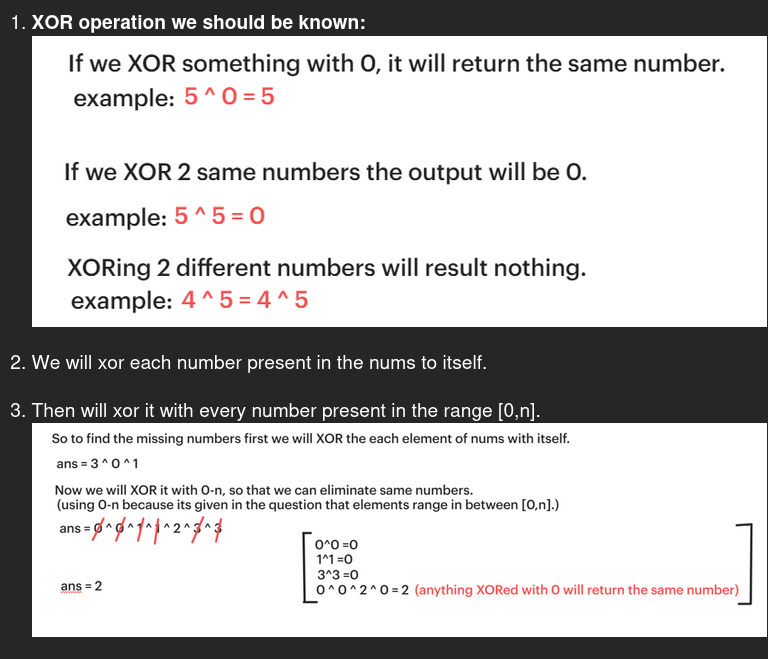 1. XOR operation we should be known:
If we XOR something with 0, it will return the same number.
example: 5 ^ 0 = 5
If we XOR 2 same numbers the output will be 0.
example: 5 ^ 5 = 0
XORing 2 different numbers will result nothing.
example: 4 ^ 5 = 4 ^ 5
2. We will xor each number present in the nums to itself.
3. Then will xor it with every number present in the range [0,n].
So to find the missing numbers first we will XOR the each element of nums with itself.
ans = 3 ^ 0 ^ 1
Now we will XOR it with 0-n, so that we can eliminate same numbers.
(using 0-n because its given in the question that elements range in between [0,n].)
ans = 0 ^ 0 ^ 1 ^ 1 ^ 2 ^ 3 ^ 3
0^0 =0
1^1 =0
3^3 =0
0 ^ 0 ^ 2 ^ 0 = 2 (anything XORed with 0 will return the same number)
ans = 2